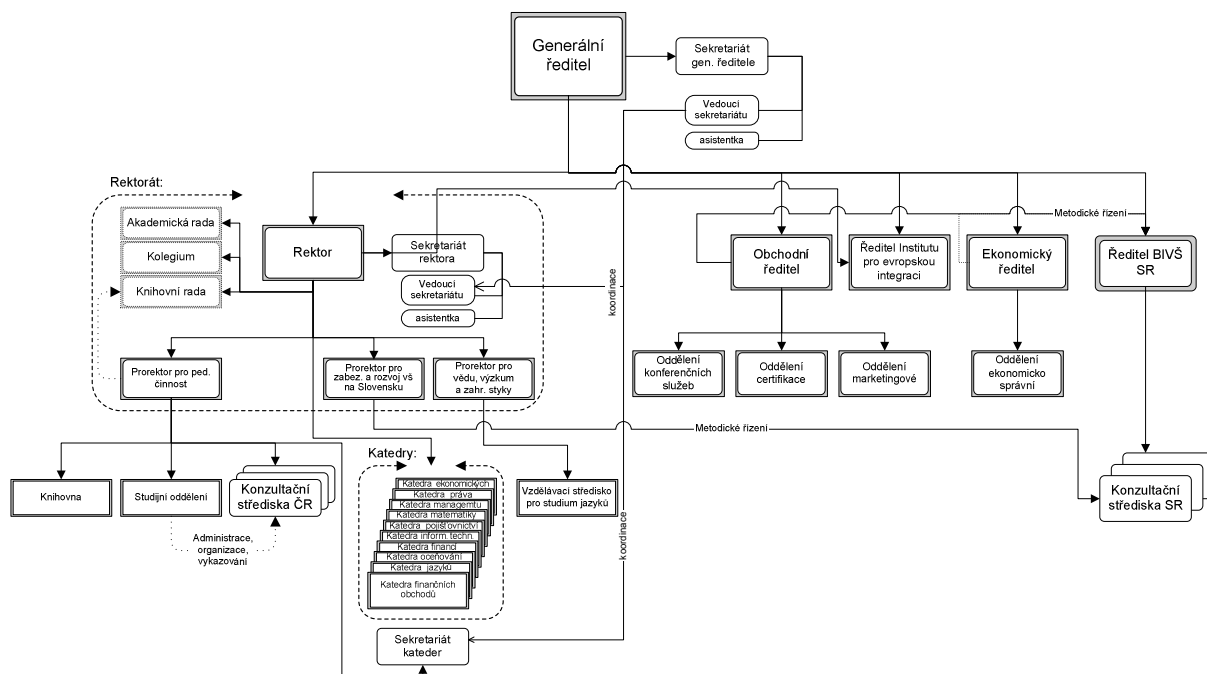 Generální
ředitel
Sekretariát
gen. ředitele
Vedoucí
sekretariátu
asistentka
Rektorát:
Akademická rada
Kolegium
Knihovní rada
Rektor
Sekretariát
rektora
Vedoucí
sekretariátu
asistentka
koordinace
Metodické řízení
Obchodní
ředitel
Ředitel Institutu
pro evropskou
integraci
Ekonomický
ředitel
Ředitel BIVŠ
SR
Prorektor pro ped.
činnost
Prorektor pro
zabez. a rozvoj vš
na Slovensku
Prorektor pro
vědu, výzkum
a zahr. styky
Oddělení
konferenčních
služeb
Oddělení
certifikace
Oddělení
marketingové
Oddělení
ekonomicko
správní
Metodické řízení
Knihovna
Studijní oddělení
Konzultační
střediska ČR
Administrace,
organizace,
vykazování
Katedry:
Katedra ekonomických
Katedra práva
Katedra managemtu
Katedra matematiky
Katedra pojišťovnictví
Katedra inform. techn.
Katedra financí
Katedra oceňování
Katedra jazyků
Katedra finančních
obchodů
Vzdělávací středisko
pro studium jazyků
koordinace
Konzultační
střediska SR
Sekretariát
kateder